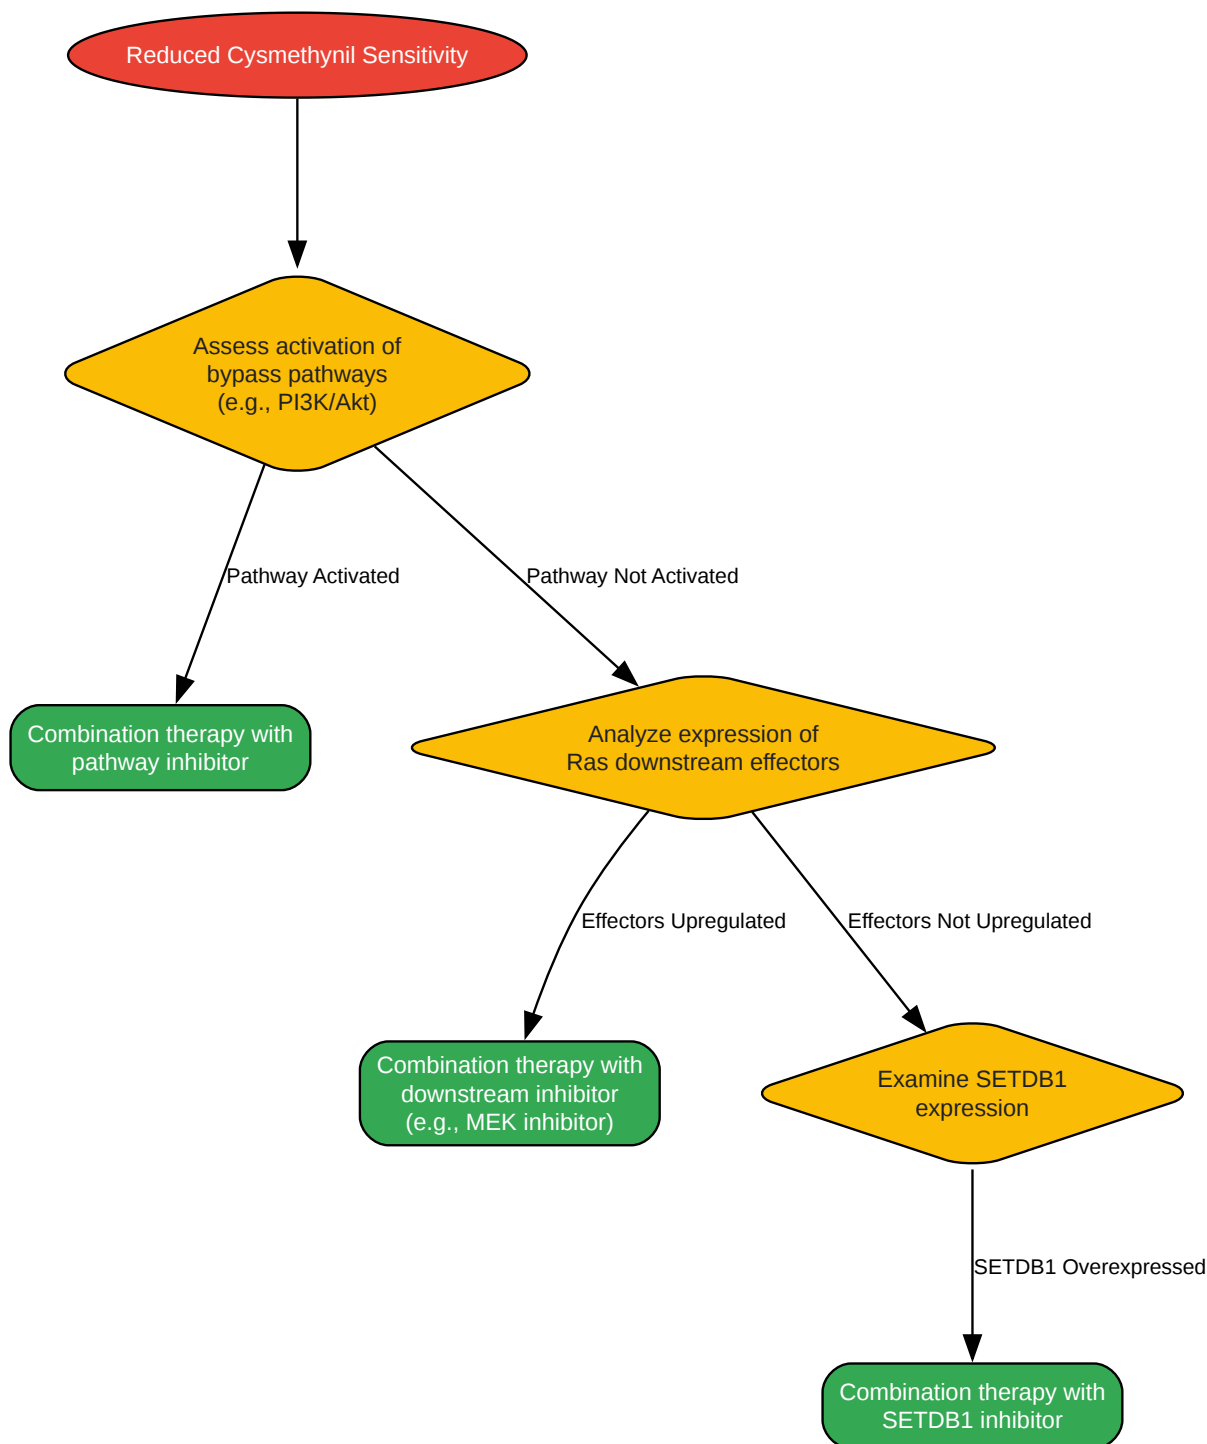 Reduced Cysmethynil Sensitivity
Assess activation of
bypass pathways
(e.g., PI3K/Akt)
Pathway Activated
Pathway Not Activated
Combination therapy with
pathway inhibitor
Analyze expression of
Ras downstream effectors
Effectors Upregulated
Effectors Not Upregulated
Combination therapy with
downstream inhibitor
(e.g., MEK inhibitor)
Examine SETDB1
expression
SETDB1 Overexpressed
Combination therapy with
SETDB1 inhibitor